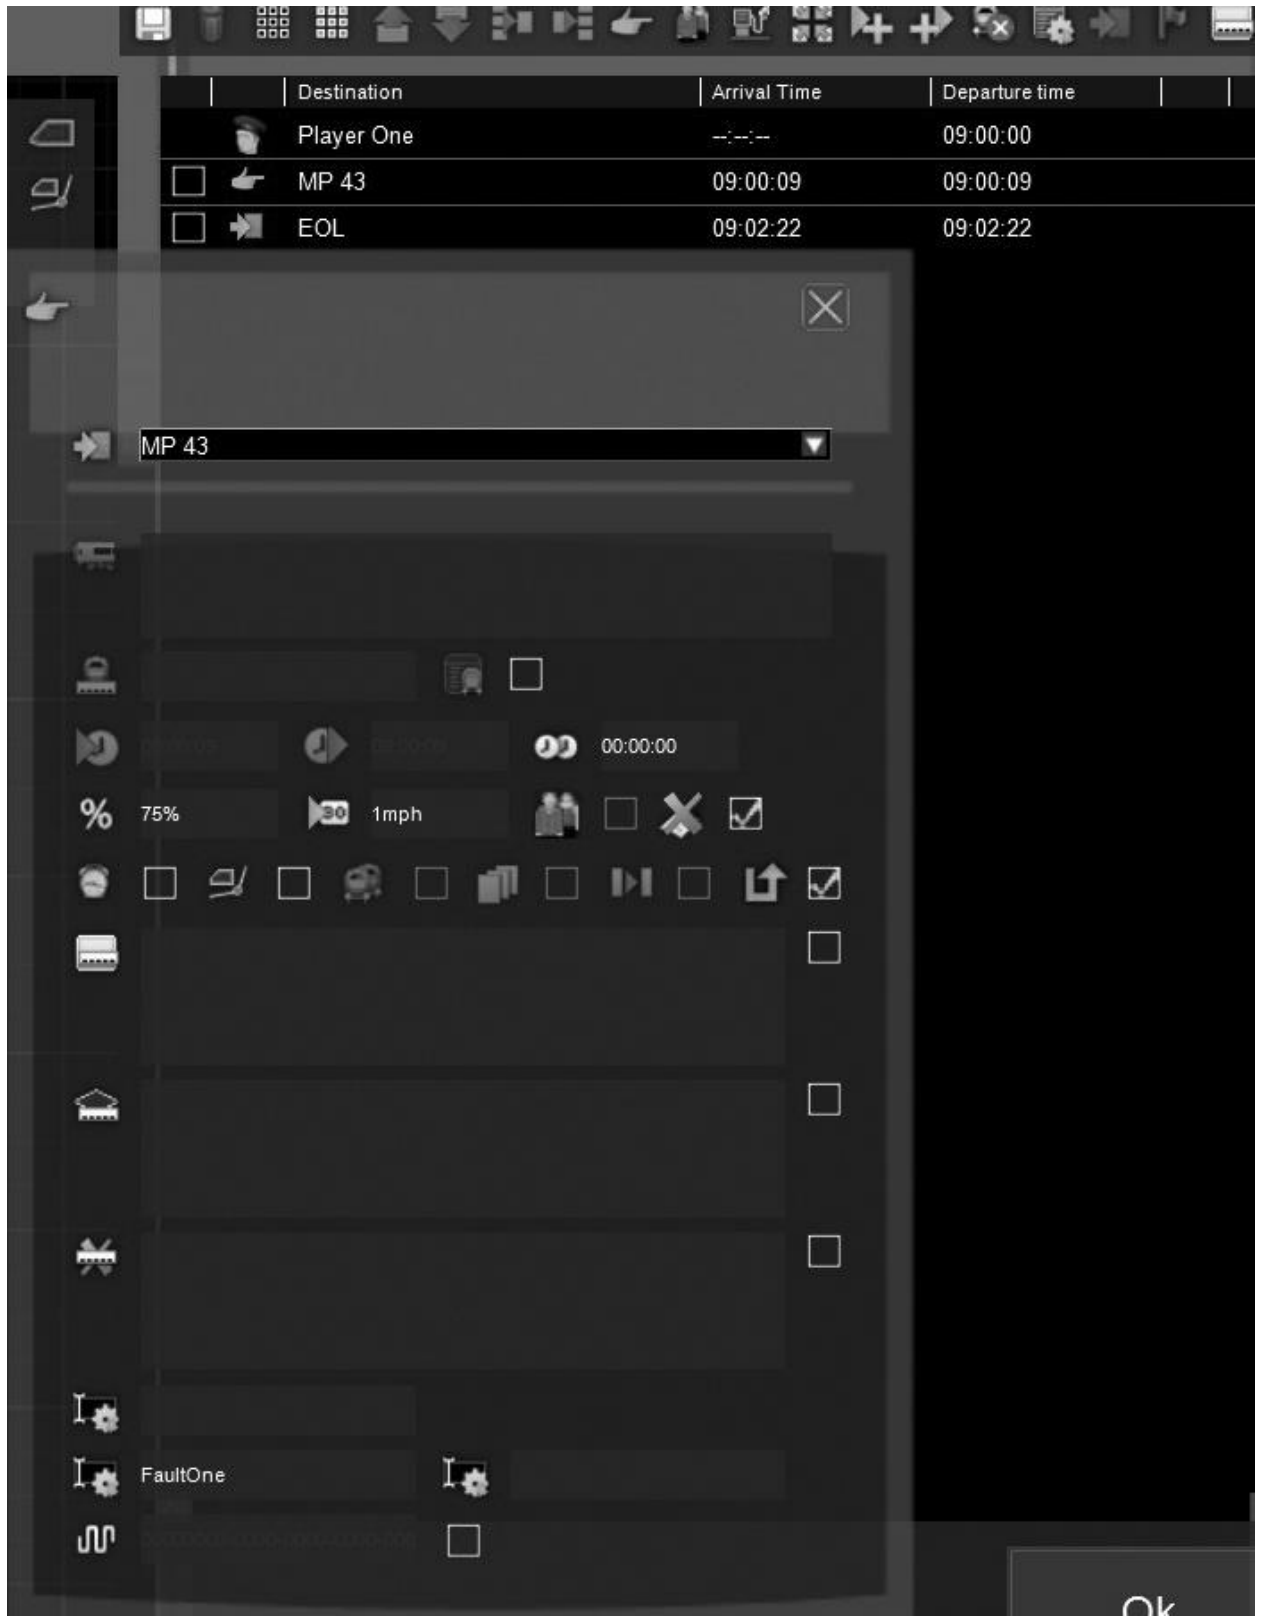 Destination Arrival Time Departure time
Player One --:--:-- 09:00:00
MP 43 09:00:09 09:00:09
EOL 09:02:22 09:02:22
MP 43
00:00:00
% 75% 30 1mph
FaultOne
Ok